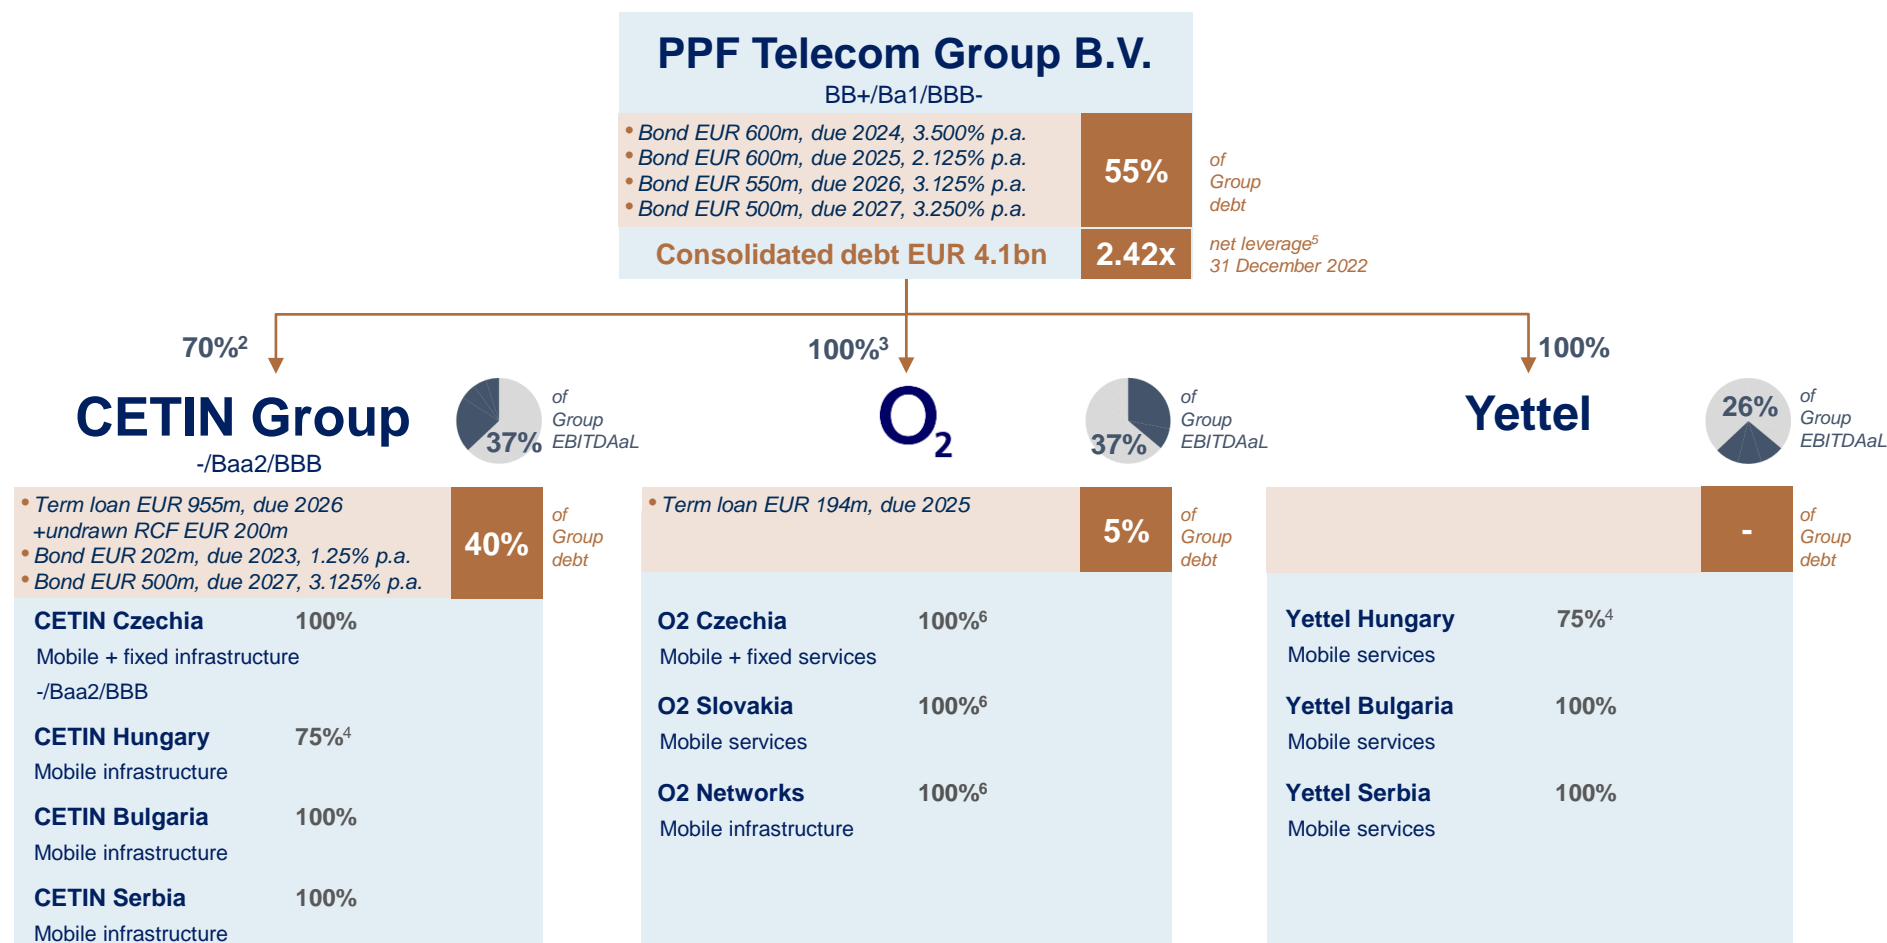 PPF Telecom Group B.V.
BB+/Ba1/BBB-
• Bond EUR 600m, due 2024, 3.500% p.a.
• Bond EUR 600m, due 2025, 2.125% p.a.
• Bond EUR 550m, due 2026, 3.125% p.a.
• Bond EUR 500m, due 2027, 3.250% p.a.
55%
of
Group
debt
Consolidated debt EUR 4.1bn
2.42x
net leverage⁵
31 December 2022
70%²
100%³
100%
CETIN Group
-/Baa2/BBB
37%
of
Group
EBITDAaL
O₂
37%
of
Group
EBITDAaL
Yettel
26%
of
Group
EBITDAaL
• Term loan EUR 955m, due 2026
+undrawn RCF EUR 200m
• Bond EUR 202m, due 2023, 1.25% p.a.
• Bond EUR 500m, due 2027, 3.125% p.a.
40%
of
Group
debt
• Term loan EUR 194m, due 2025
5%
of
Group
debt
-
of
Group
debt
CETIN Czechia 100%
Mobile + fixed infrastructure
-/Baa2/BBB
CETIN Hungary 75%⁴
Mobile infrastructure
CETIN Bulgaria 100%
Mobile infrastructure
CETIN Serbia 100%
Mobile infrastructure
O2 Czechia 100%⁶
Mobile + fixed services
O2 Slovakia 100%⁶
Mobile services
O2 Networks 100%⁶
Mobile infrastructure
Yettel Hungary 75%⁴
Mobile services
Yettel Bulgaria 100%
Mobile services
Yettel Serbia 100%
Mobile services